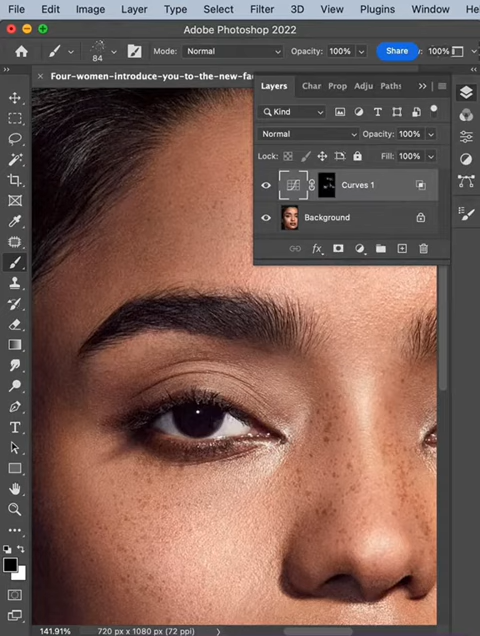 File Edit Image Layer Type Select Filter 3D View Plugins Window He
Adobe Photoshop 2022
84 Mode: Normal Opacity: 100% Share 100%
Four-women-introduce-you-to-the-new-fa
Layers Char Prop Adju Paths
Kind
Normal Opacity: 100%
Lock: Fill: 100%
Curves 1
Background
fx
141.91% 720 px x 1080 px (72 ppi)